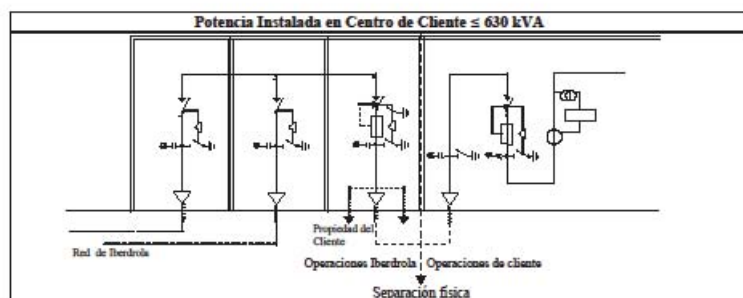 Potencia Instalada en Centro de Cliente ≤ 630 kVA
Propiedad del
Cliente
Red de Iberdrola
Operaciones Iberdrola
Operaciones de cliente
Separación física